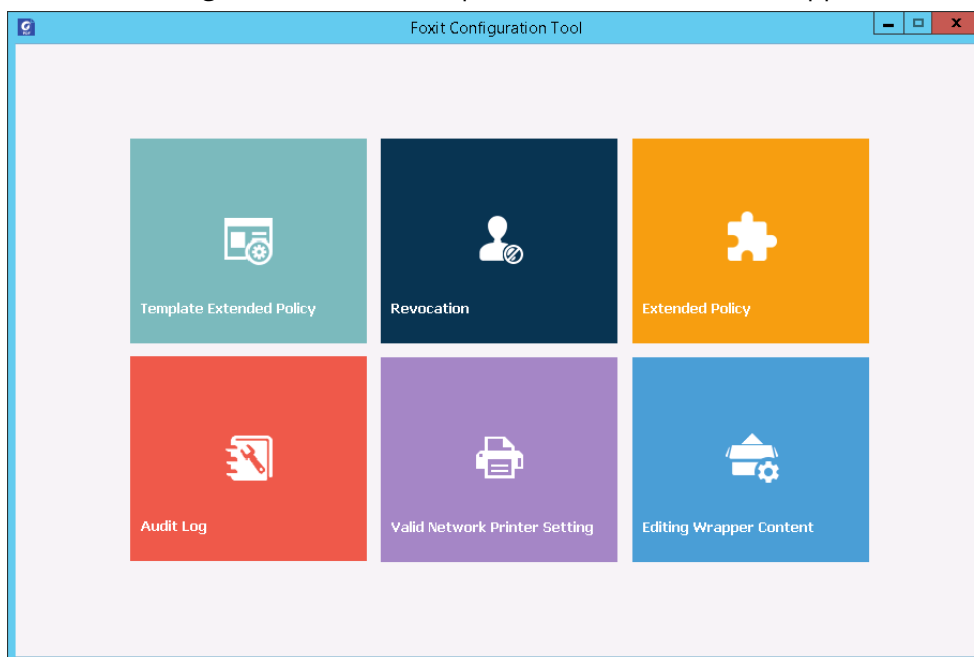 Foxit Configuration Tool
Template Extended Policy
Revocation
Extended Policy
Audit Log
Valid Network Printer Setting
Editing Wrapper Content